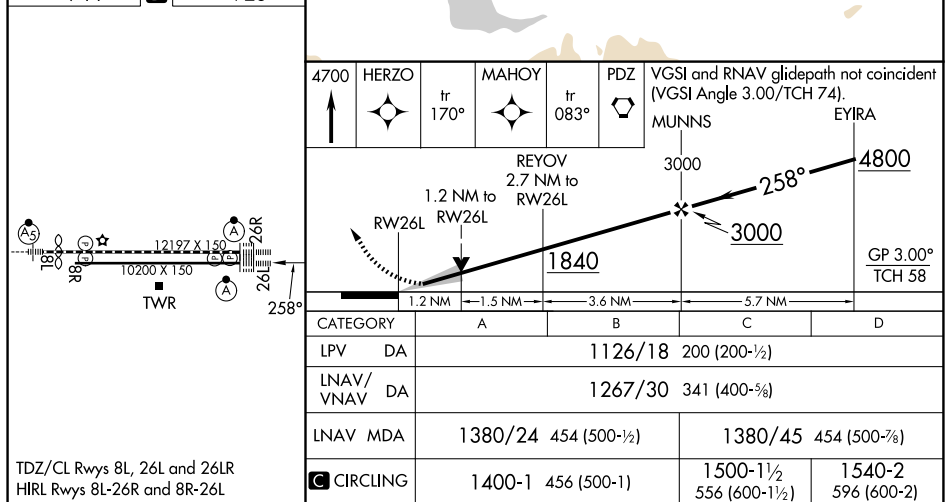 4700 HERZO tr 170° MAHOY tr 083° PDZ
VGSI and RNAV glidepath not coincident
(VGSI Angle 3.00/TCH 74).
MUNNS
EYIRA
REYOV
2.7 NM to
RW26L
3000
258°
4800
1.2 NM to
RW26L
RW26L
3000
1840
GP 3.00°
TCH 58
1.2 NM 1.5 NM 3.6 NM 5.7 NM
A5
A
26R
P
12197 X 150
P P
8L
8R
10200 X 150
26L
TWR
A
258°
CATEGORY A B C D
LPV DA 1126/18 200 (200-½)
LNAV/
VNAV DA 1267/30 341 (400-⅝)
LNAV MDA 1380/24 454 (500-½) 1380/45 454 (500-⅞)
C CIRCLING 1400-1 456 (500-1) 1500-1½
556 (600-1½) 1540-2
596 (600-2)
TDZ/CL Rwys 8L, 26L and 26LR
HIRL Rwys 8L-26R and 8R-26L